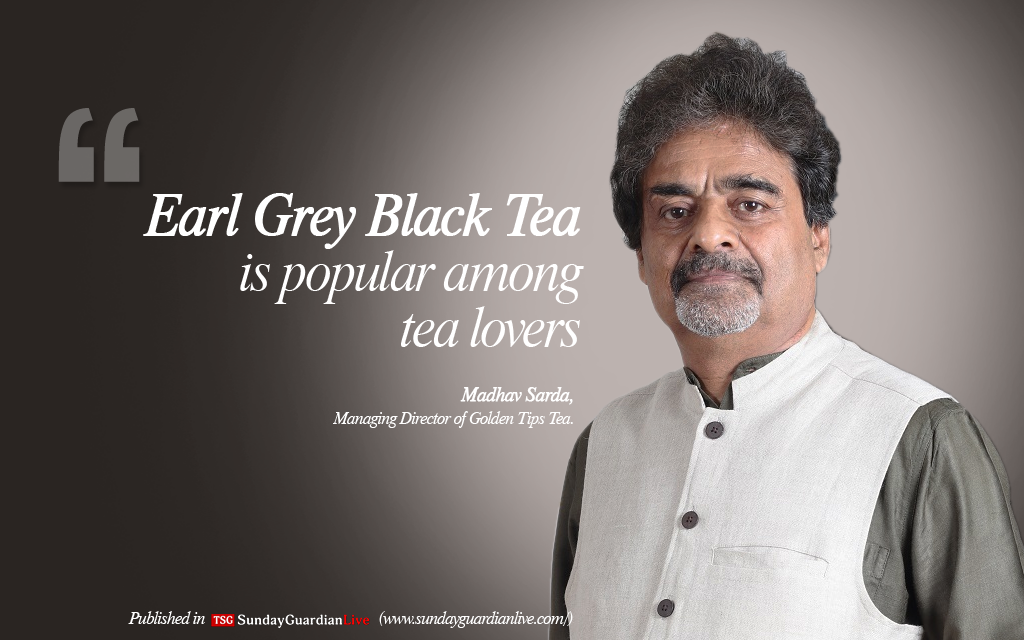 “
Earl Grey Black Tea
is popular among
tea lovers
Madhav Sarda,
Managing Director of Golden Tips Tea.
Published in TSG SundayGuardianLive (www.sundayguardianlive.com/)